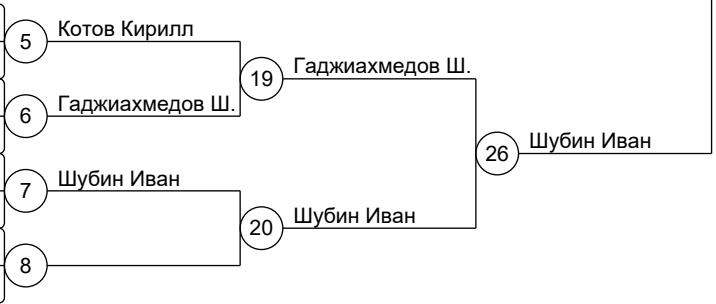 5 Котов Кирилл
19 Гаджиахмедов Ш.
6 Гаджиахмедов Ш.
26 Шубин Иван
7 Шубин Иван
20 Шубин Иван
8